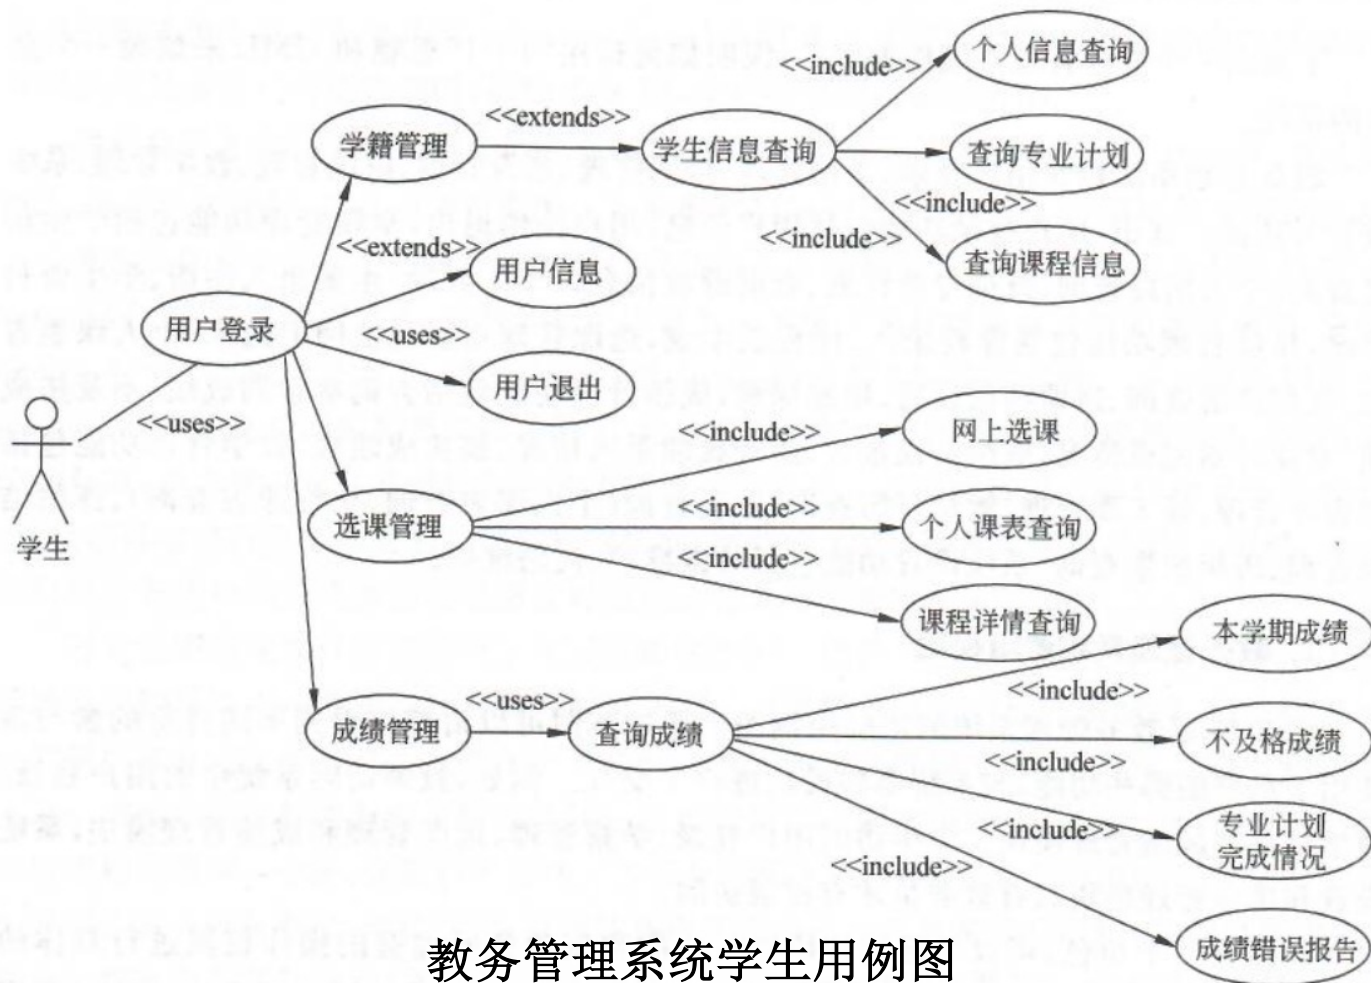 个人信息查询
<<include>>
学籍管理
<<extends>>
学生信息查询
查询专业计划
<<include>>
<<include>>
查询课程信息
<<extends>>
用户信息
用户登录
<<uses>>
用户退出
<<uses>>
学生
<<include>>
网上选课
选课管理
<<include>>
个人课表查询
<<include>>
课程详情查询
本学期成绩
<<include>>
成绩管理
<<uses>>
查询成绩
不及格成绩
<<include>>
<<include>>
专业计划
完成情况
<<include>>
成绩错误报告
教务管理系统学生用例图